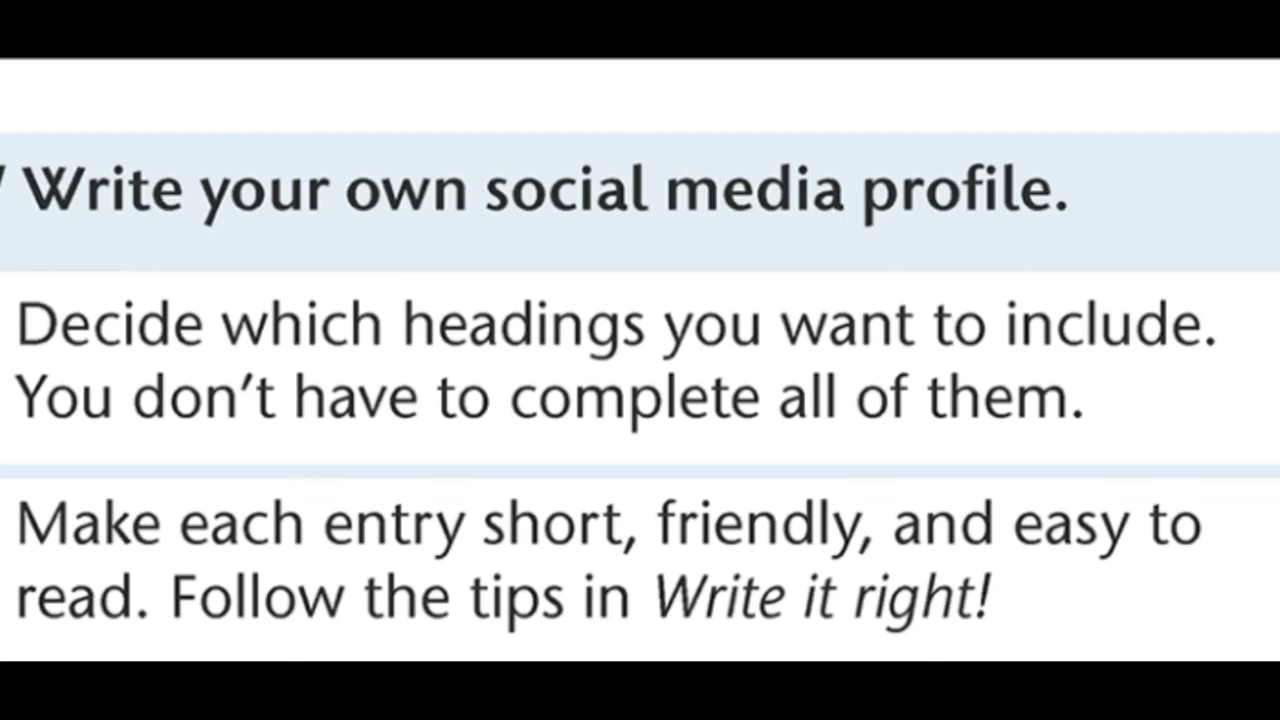 Write your own social media profile.
Decide which headings you want to include.
You don't have to complete all of them.
Make each entry short, friendly, and easy to
read. Follow the tips in Write it right!